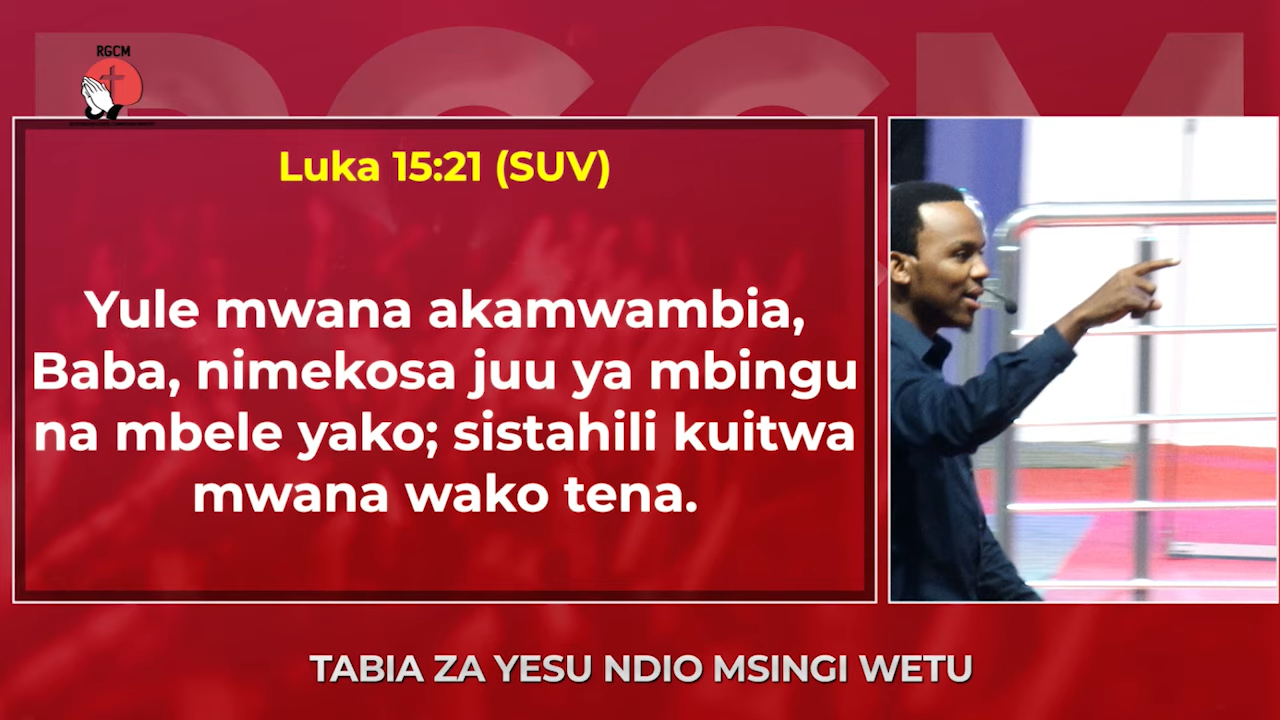 RGCM
RGCM
Luka 15:21 (SUV)
Yule mwana akamwambia,
Baba, nimekosa juu ya mbingu
na mbele yako; sistahili kuitwa
mwana wako tena.
TABIA ZA YESU NDIO MSINGI WETU